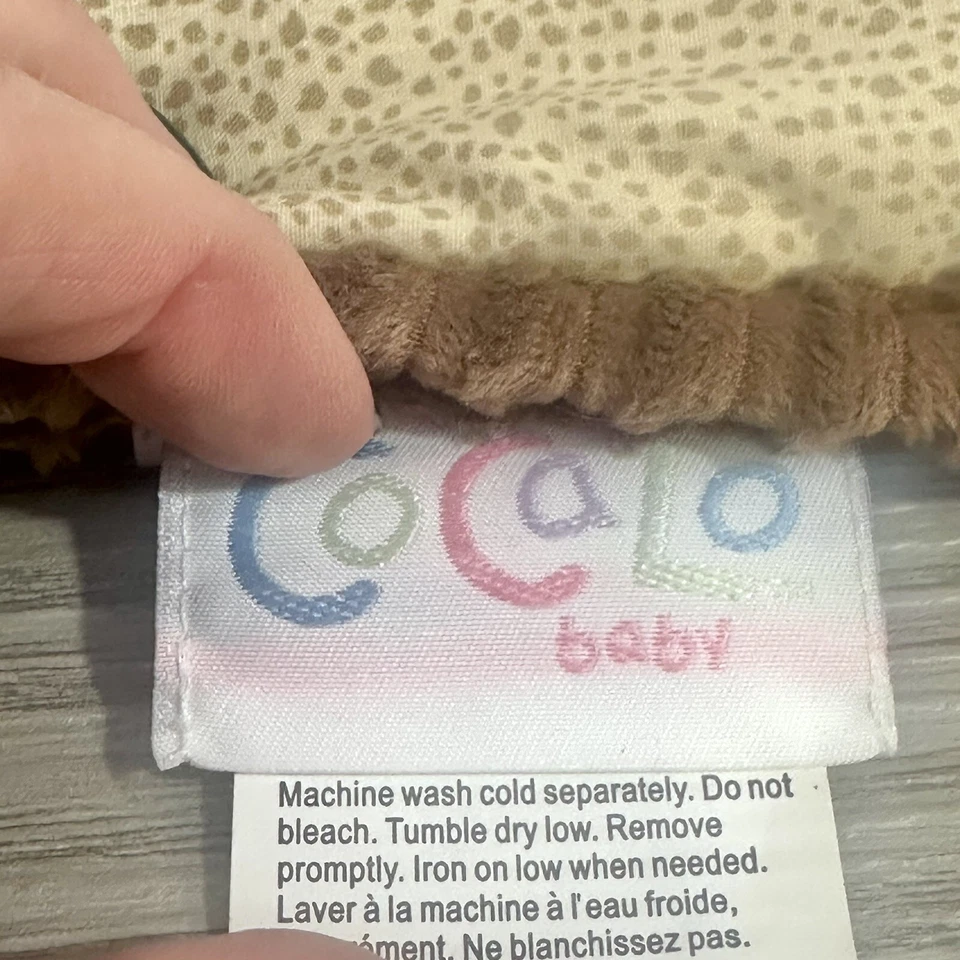 CoCaLo
baby
Machine wash cold separately. Do not
bleach. Tumble dry low. Remove
promptly. Iron on low when needed.
Laver à la machine à l'eau froide,
Ne blanchissez pas.